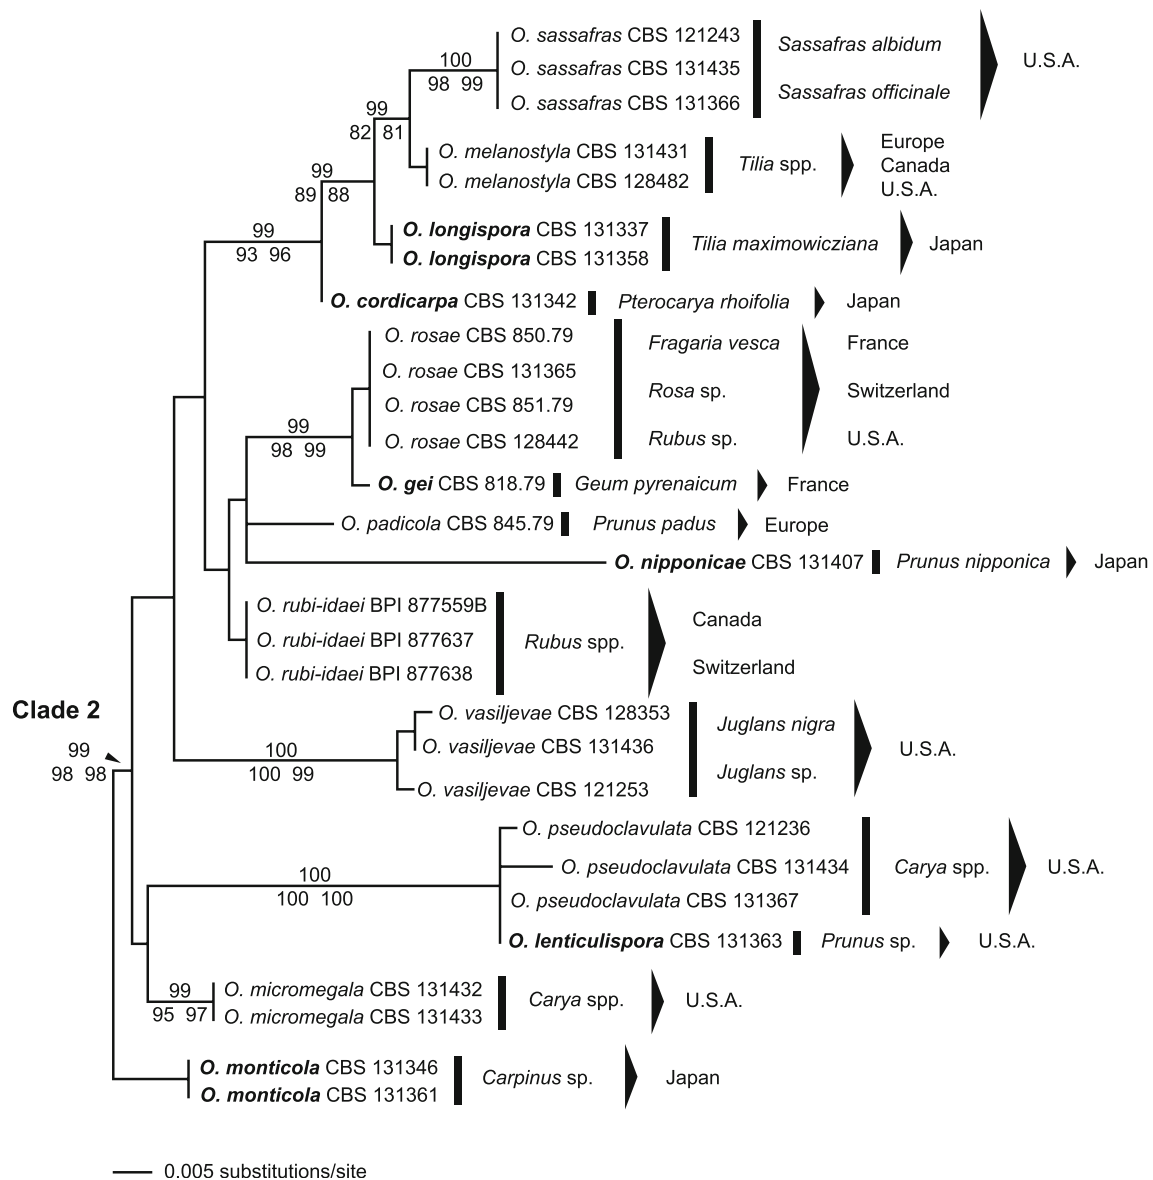 O. sassafras CBS 121243
O. sassafras CBS 131435
O. sassafras CBS 131366
Sassafras albidum
Sassafras officinale
U.S.A.
100
98 99
99
82 81
O. melanostyla CBS 131431
O. melanostyla CBS 128482
Tilia spp.
Europe
Canada
U.S.A.
99
89 88
O. longispora CBS 131337
O. longispora CBS 131358
Tilia maximowicziana
Japan
99
93 96
O. cordicarpa CBS 131342
Pterocarya rhoifolia
Japan
O. rosae CBS 850.79
O. rosae CBS 131365
O. rosae CBS 851.79
O. rosae CBS 128442
Fragaria vesca
Rosa sp.
Rubus sp.
France
Switzerland
U.S.A.
99
98 99
O. gei CBS 818.79
Geum pyrenaicum
France
O. padicola CBS 845.79
Prunus padus
Europe
O. nipponicae CBS 131407
Prunus nipponica
Japan
O. rubi-idaei BPI 877559B
O. rubi-idaei BPI 877637
O. rubi-idaei BPI 877638
Rubus spp.
Canada
Switzerland
Clade 2
99
98 98
O. vasiljevae CBS 128353
O. vasiljevae CBS 131436
O. vasiljevae CBS 121253
Juglans nigra
Juglans sp.
U.S.A.
100
100 99
O. pseudoclavulata CBS 121236
O. pseudoclavulata CBS 131434
O. pseudoclavulata CBS 131367
Carya spp.
U.S.A.
100
100 100
O. lenticulispora CBS 131363
Prunus sp.
U.S.A.
99
95 97
O. micromegala CBS 131432
O. micromegala CBS 131433
Carya spp.
U.S.A.
O. monticola CBS 131346
O. monticola CBS 131361
Carpinus sp.
Japan
0.005 substitutions/site